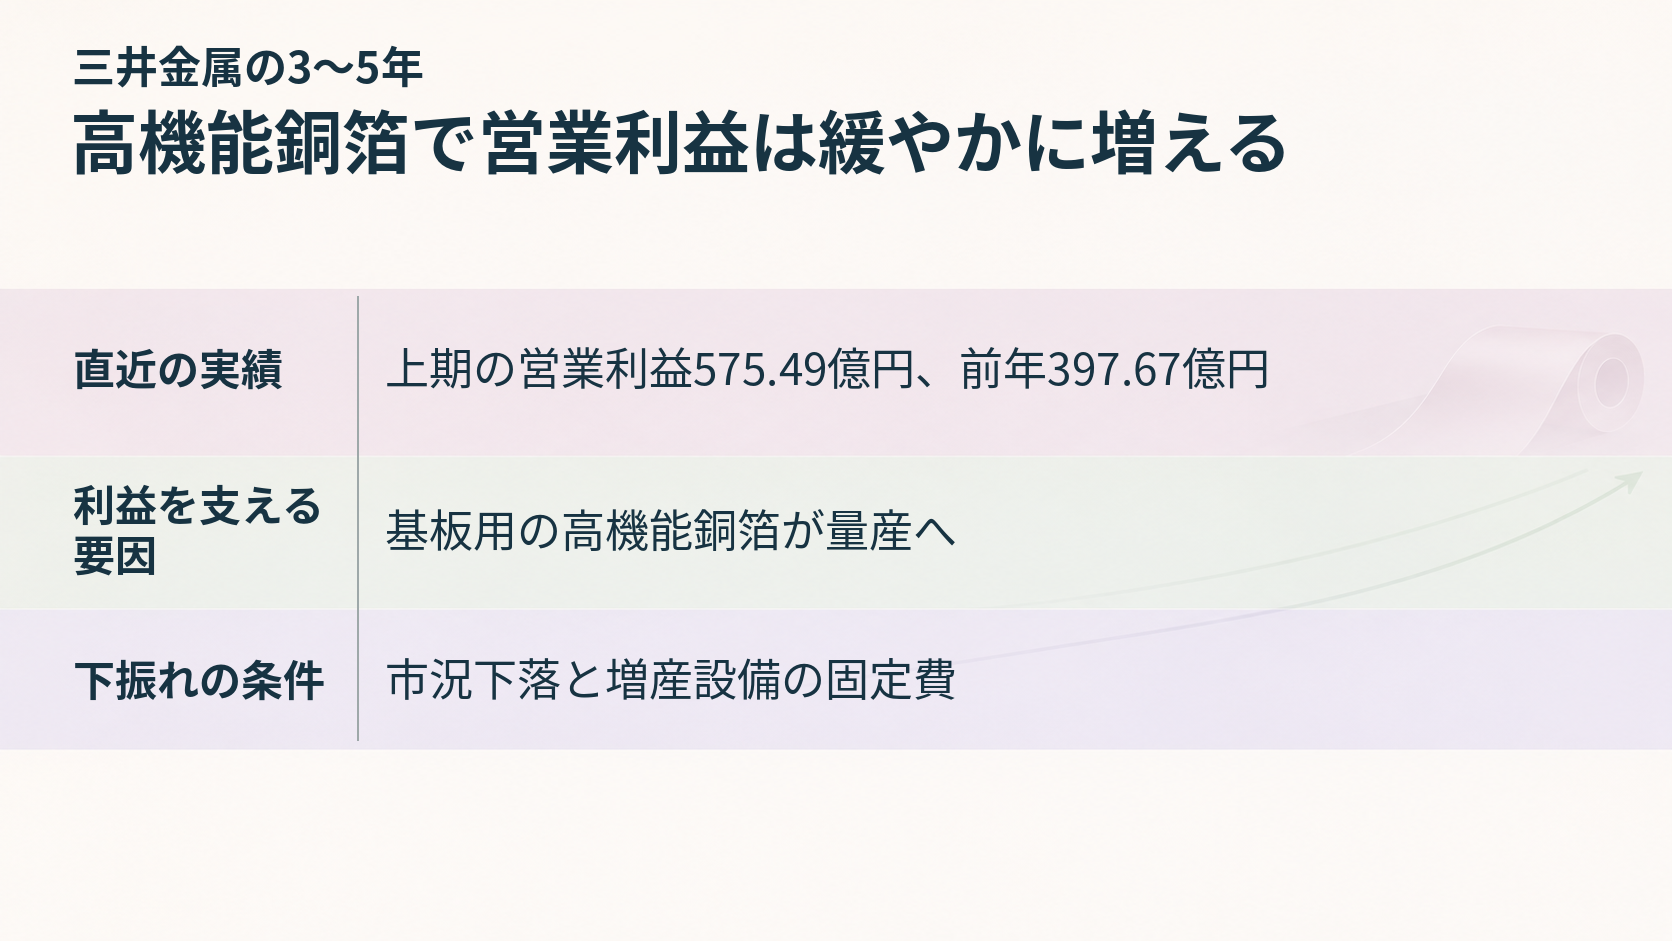 三井金属の3〜5年
高機能銅箔で営業利益は緩やかに増える
直近の実績
上期の営業利益575.49億円、前年397.67億円
利益を支える
要因
基板用の高機能銅箔が量産へ
下振れの条件
市況下落と増産設備の固定費